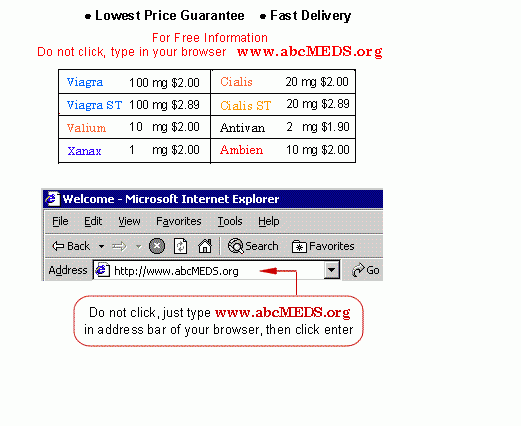 ● Lowest Price Guarantee ● Fast Delivery
For Free Information
Do not click, type in your browser www.abcMEDS.org
Viagra 100 mg $2.00 Cialis 20 mg $2.00
Viagra ST 100 mg $2.89 Cialis ST 20 mg $2.89
Valium 10 mg $2.00 Antivan 2 mg $1.90
Xanax 1 mg $2.00 Ambien 10 mg $2.00
Welcome - Microsoft Internet Explorer
File Edit View Favorites Tools Help
Back Search Favorites
Address http://www.abcMEDS.org Go
Do not click, just type www.abcMEDS.org
in address bar of your browser, then click enter